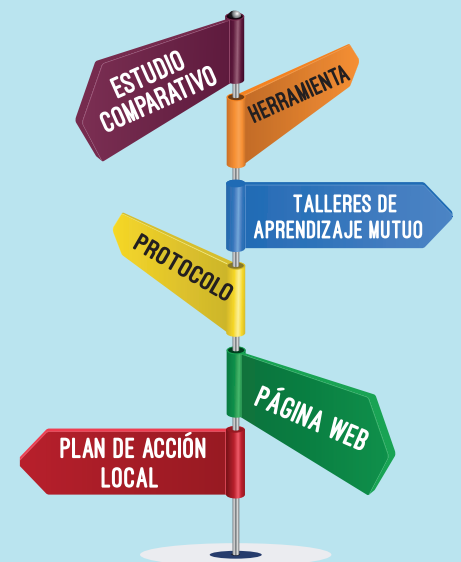 ESTUDIO
COMPARATIVO
HERRAMIENTA
TALLERES DE
APRENDIZAJE MUTUO
PROTOCOLO
PÁGINA WEB
PLAN DE ACCIÓN
LOCAL